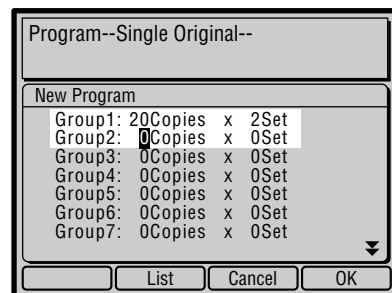 Program--Single Original--
New Program
Group1: 20Copies x 2Set
Group2: 0Copies x 0Set
Group3: 0Copies x 0Set
Group4: 0Copies x 0Set
Group5: 0Copies x 0Set
Group6: 0Copies x 0Set
Group7: 0Copies x 0Set
List Cancel OK